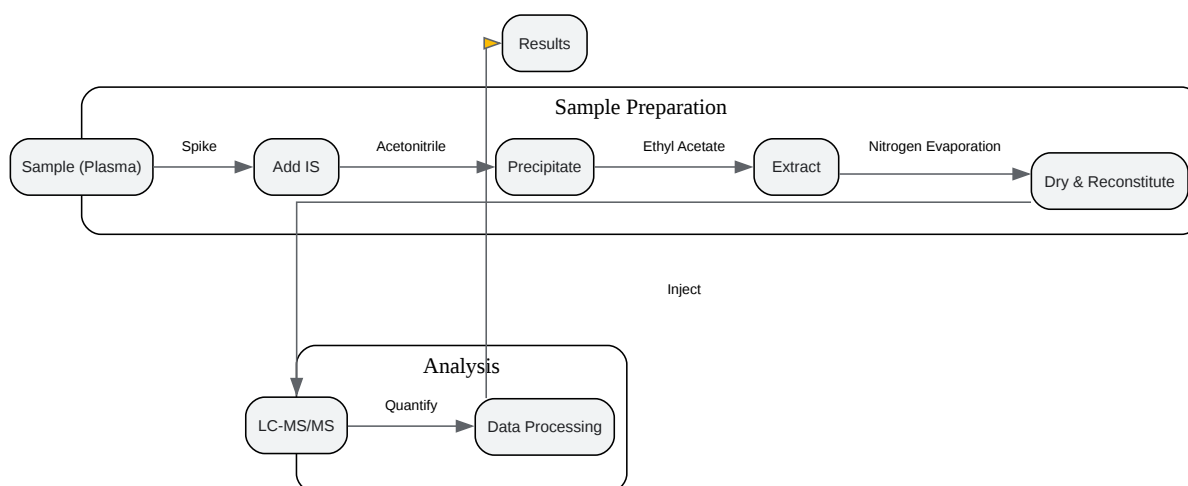 Results
Sample Preparation
Sample (Plasma)
Spike
Add IS
Acetonitrile
Precipitate
Ethyl Acetate
Extract
Nitrogen Evaporation
Dry & Reconstitute
Inject
Analysis
LC-MS/MS
Quantify
Data Processing